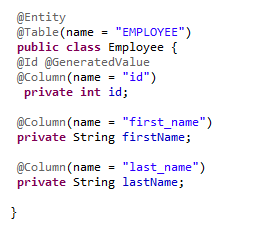 @Entity
@Table(name = "EMPLOYEE")
public class Employee {
@Id @GeneratedValue
@Column(name = "id")
private int id;
@Column(name = "first_name")
private String firstName;
@Column(name = "last_name")
private String lastName;
}